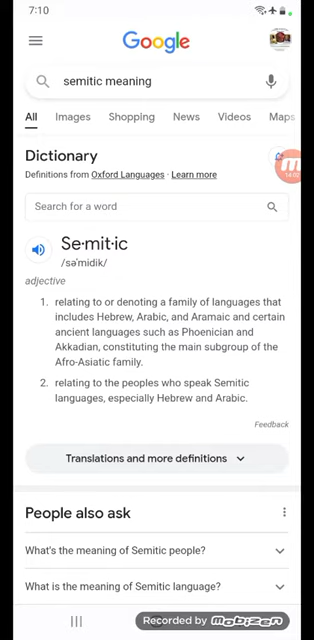 7:10
Google
semitic meaning
All Images Shopping News Videos Maps
Dictionary
Definitions from Oxford Languages · Learn more
Search for a word
Se·mit·ic
/səˈmidik/
adjective
1. relating to or denoting a family of languages that
includes Hebrew, Arabic, and Aramaic and certain
ancient languages such as Phoenician and
Akkadian, constituting the main subgroup of the
Afro-Asiatic family.
2. relating to the peoples who speak Semitic
languages, especially Hebrew and Arabic.
Feedback
Translations and more definitions
People also ask
What's the meaning of Semitic people?
What is the meaning of Semitic language?
Recorded by mobizen